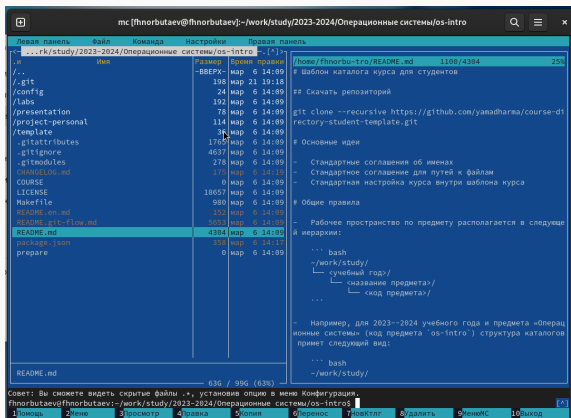 mc [fhnorbutaev@fhnorbutaev]:~/work/study/2023-2024/Операционные системы/os-intro
Левая панель Файл Команда Настройки Правая панель
<─ ...rk/study/2023-2024/Операционные системы/os-intro ─.[^]>
.и Имя Размер Время правки
/.. -ВВЕРХ- мар 6 14:09
/.git 198 мар 21 19:18
/config 24 мар 6 14:09
/labs 192 мар 6 14:09
/presentation 78 мар 6 14:09
/project-personal 114 мар 6 14:09
/template мар 6 14:09
.gitattributes мар 6 14:09
.gitignore 4637 мар 6 14:09
.gitmodules 278 мар 6 14:09
CHANGELOG.md мар 6
COURSE 0 мар 6 14:09
LICENSE 18657 мар 6 14:09
Makefile 980 мар 6 14:09
README.en.md мар 6 14:09
README.git-flow.md мар 6 14:09
README.md 4304 мар 6 14:09
package.json мар 6 14:17
prepare 0 мар 6 14:09
README.md
63G / 99G (63%)
/home/fhnorbu~tro/README.md 1100/4304 25%
# Шаблон каталога курса для студентов
## Скачать репозиторий
git clone --recursive https://github.com/yamadharma/course-di
rectory-student-template.git
# Основные идеи
- Стандартные соглашения об именах
- Стандартное соглашение для путей к файлам
- Стандартная настройка курса внутри шаблона курса
# Общие правила
- Рабочее пространство по предмету располагается в следующе
й иерархии:
``` bash
~/work/study/
└── <учебный год>/
└── <название предмета>/
└── <код предмета>/
```
- Например, для 2023--2024 учебного года и предмета «Операц
ионные системы» (код предмета `os-intro`) структура каталогов
примет следующий вид:
``` bash
~/work/study/
Совет: Вы сможете видеть скрытые файлы .*, установив опцию в меню Конфигурация.
fhnorbutaev@fhnorbutaev:~/work/study/2023-2024/Операционные системы/os-intro$ [^]
1Помощь 2Меню 3Просмотр 4Правка 5Копия 6Перенос 7НовКтлг 8Удалить 9МенюMC 10Выход